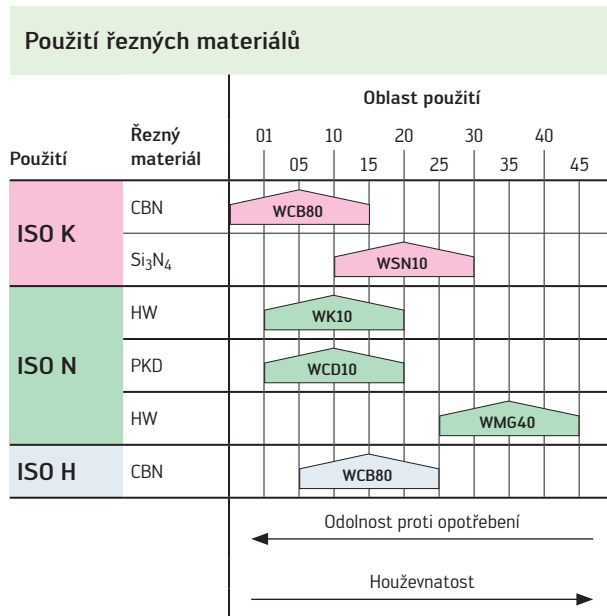 Použití řezných materiálů
Oblast použití
Použití
Řezný materiál
01 10 20 30 40
05 15 25 35 45
ISO K
CBN
WCB80
Si₃N₄
WSN10
ISO N
HW
WK10
PKD
WCD10
HW
WMG40
ISO H
CBN
WCB80
Odolnost proti opotřebení
Houževnatost